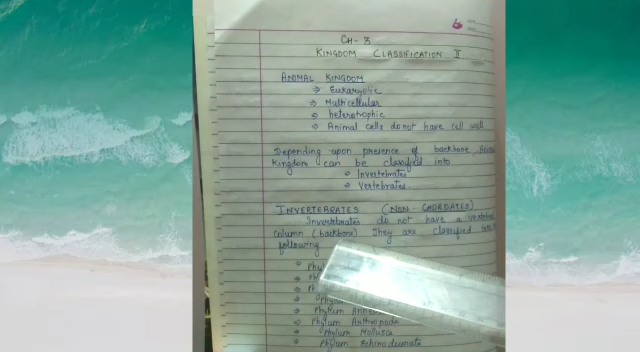 6
CH- 3
KINGDOM CLASSIFICATION II
ANIMAL KINGDOM
⇒ Eukaryotic
⇒ Multicellular
⇒ heterotrophic
⇒ Animal cells do not have cell wall
Depending upon presence of backbone, Animal
Kingdom can be classified into
Invertebrates
Vertebrates
INVERTEBRATES (NON-CHORDATES)
Invertebrates do not have a vertebral
column (backbone) They are classified into
following
Phylum
Phylum Arthropoda
Phylum Mollusca
Phylum Echinodermata